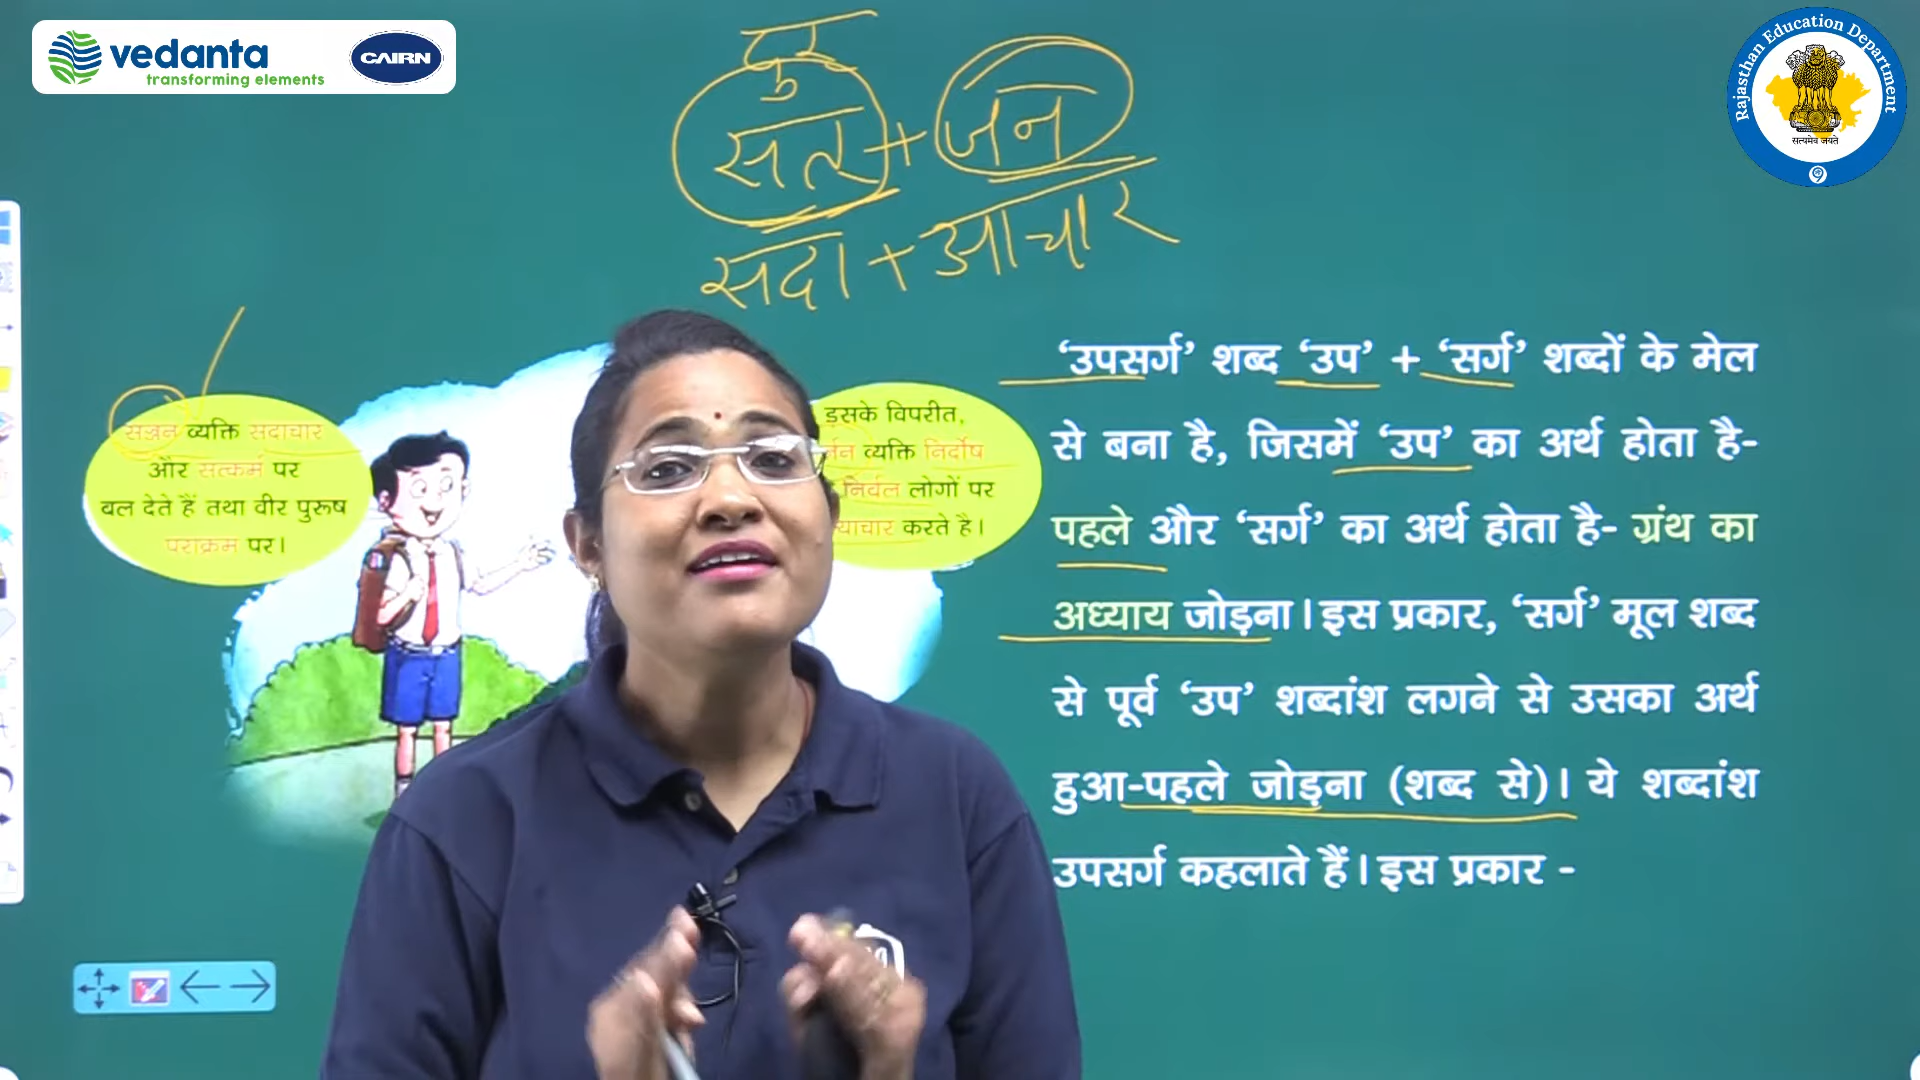 vedanta
transforming elements
CAIRN
Rajasthan Education Department
सत्यमेव जयते
दुर
सत् + जन
सदा + आचार
सज्जन व्यक्ति सदाचार
और सत्कर्म पर
बल देते हैं तथा वीर पुरूष
पराक्रम पर।
इसके विपरीत,
व्यक्ति निर्दोष
निर्वल लोगों पर
करते है।
‘उपसर्ग’ शब्द ‘उप’ + ‘सर्ग’ शब्दों के मेल
से बना है, जिसमें ‘उप’ का अर्थ होता है-
पहले और ‘सर्ग’ का अर्थ होता है- ग्रंथ का
अध्याय जोड़ना। इस प्रकार, ‘सर्ग’ मूल शब्द
से पूर्व ‘उप’ शब्दांश लगने से उसका अर्थ
हुआ-पहले जोड़ना (शब्द से)। ये शब्दांश
उपसर्ग कहलाते हैं। इस प्रकार -